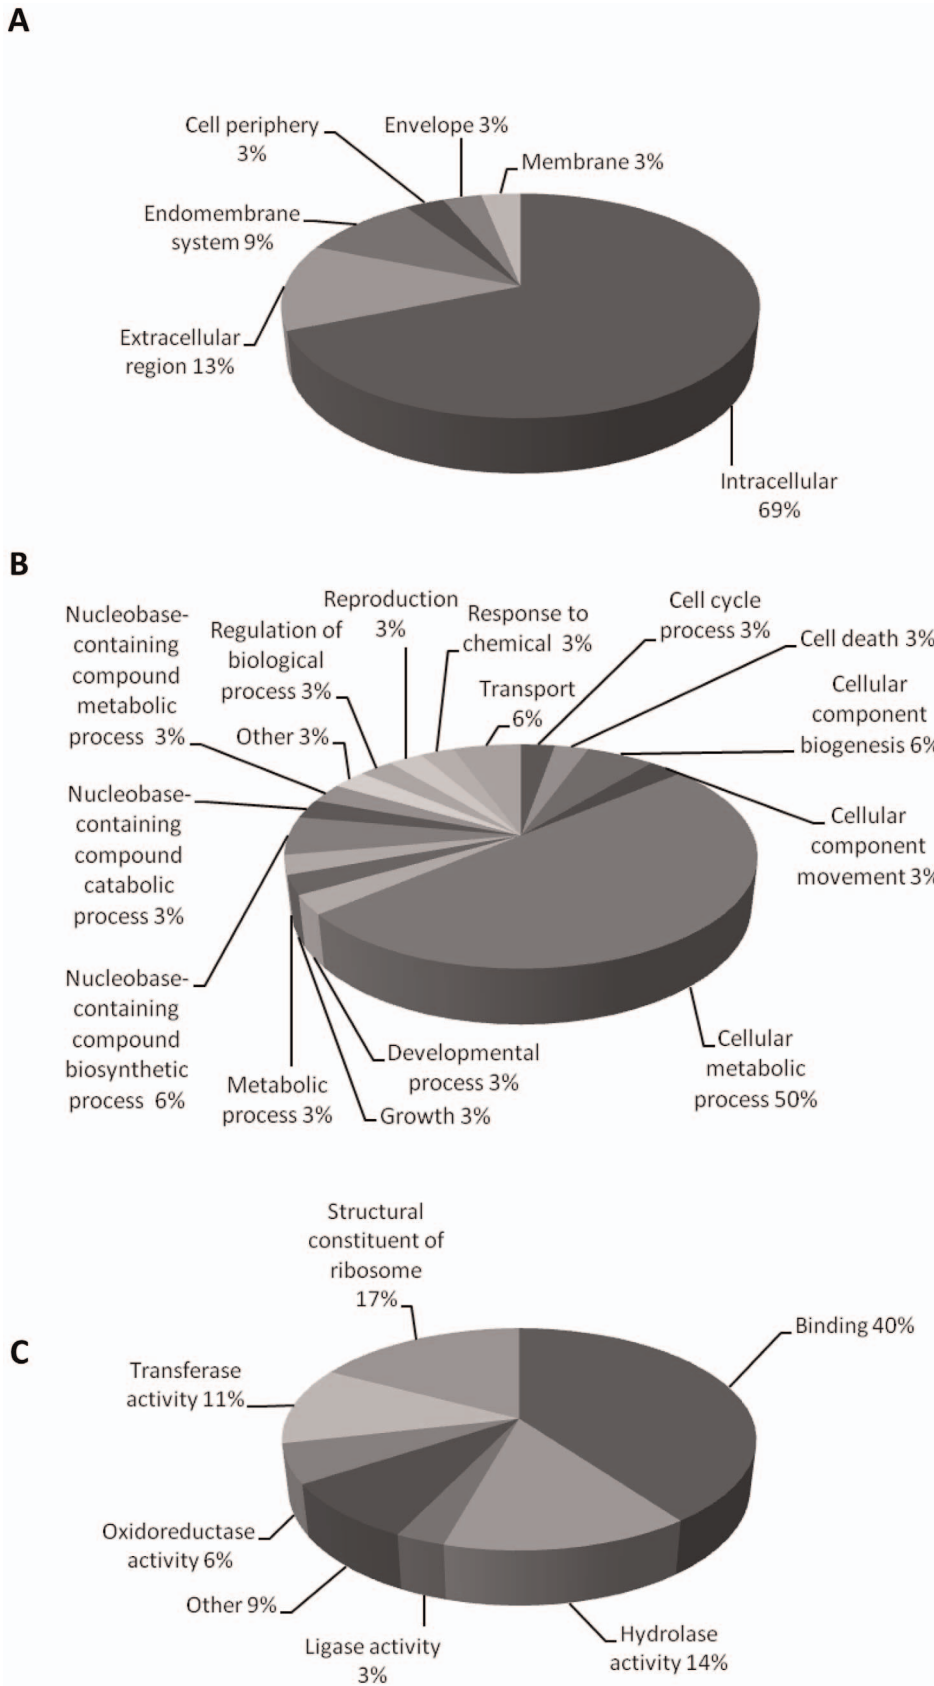 A
Cell periphery
3%
Envelope 3%
Membrane 3%
Endomembrane
system 9%
Extracellular
region 13%
Intracellular
69%
B
Nucleobase-
containing
compound
metabolic
process 3%
Regulation of
biological
process 3%
Reproduction
3%
Response to
chemical 3%
Cell cycle
process 3%
Cell death 3%
Other 3%
Transport
6%
Cellular
component
biogenesis 6%
Nucleobase-
containing
compound
catabolic
process 3%
Cellular
component
movement 3%
Nucleobase-
containing
compound
biosynthetic
process 6%
Metabolic
process 3%
Developmental
process 3%
Growth 3%
Cellular
metabolic
process 50%
C
Structural
constituent of
ribosome
17%
Binding 40%
Transferase
activity 11%
Oxidoreductase
activity 6%
Other 9%
Ligase activity
3%
Hydrolase
activity 14%